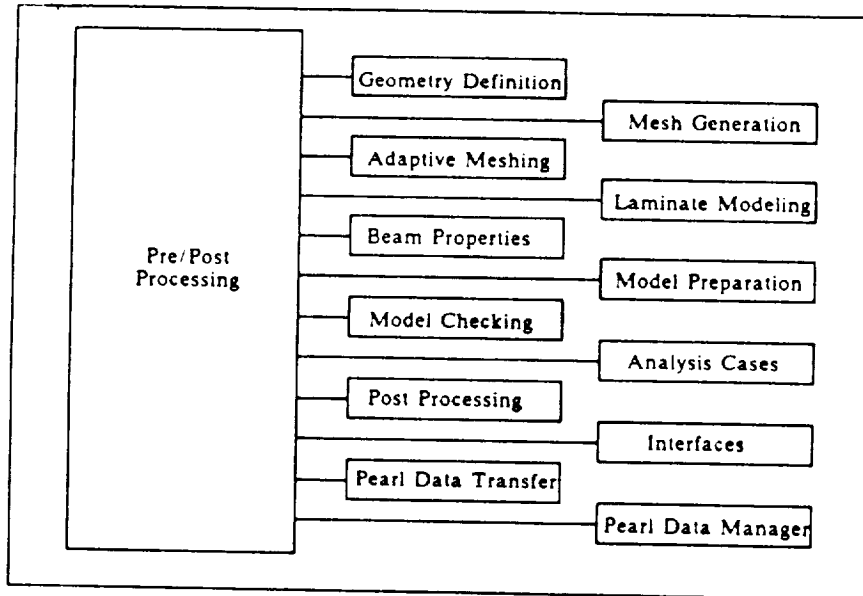 Geometry Definition
Mesh Generation
Adaptive Meshing
Laminate Modeling
Beam Properties
Pre/Post
Processing
Model Preparation
Model Checking
Analysis Cases
Post Processing
Interfaces
Pearl Data Transfer
Pearl Data Manager